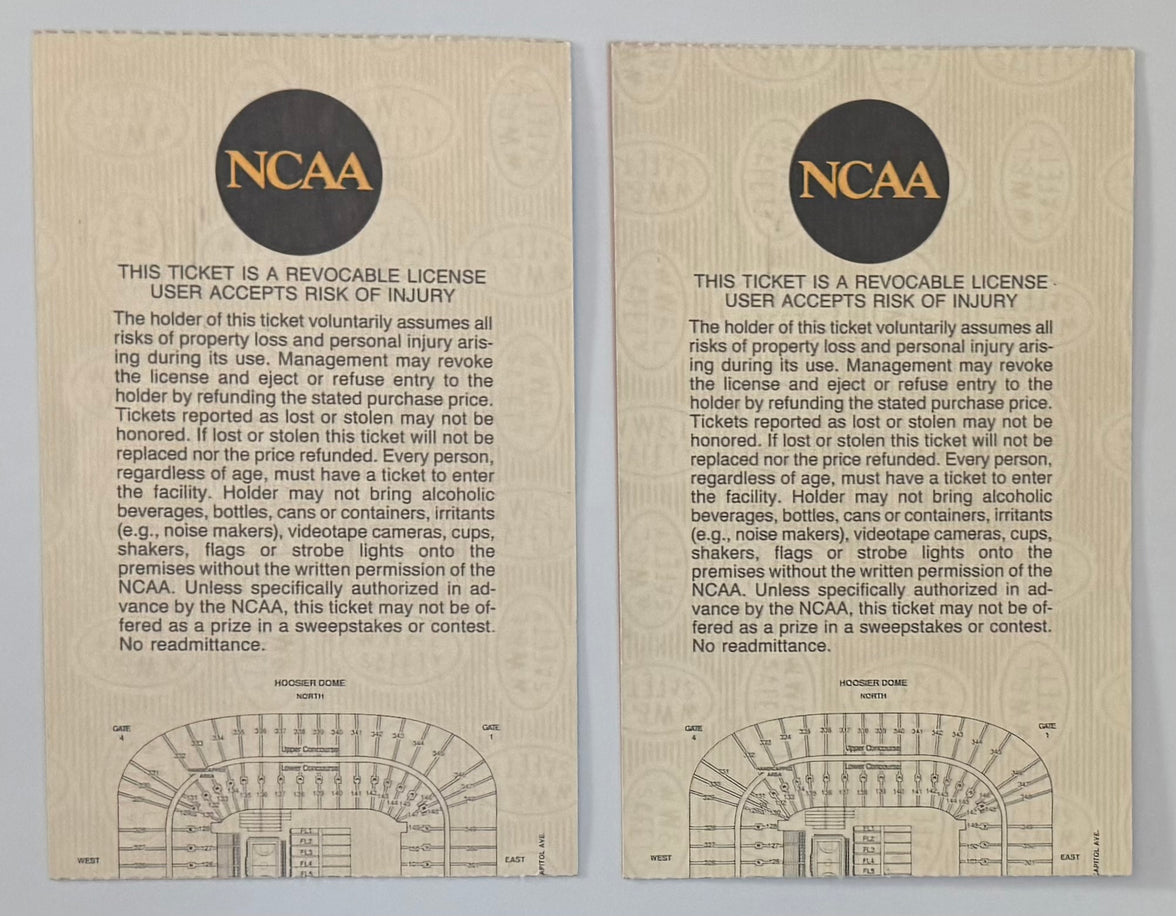 NCAA
THIS TICKET IS A REVOCABLE LICENSE
USER ACCEPTS RISK OF INJURY
The holder of this ticket voluntarily assumes all
risks of property loss and personal injury aris-
ing during its use. Management may revoke
the license and eject or refuse entry to the
holder by refunding the stated purchase price.
Tickets reported as lost or stolen may not be
honored. If lost or stolen this ticket will not be
replaced nor the price refunded. Every person,
regardless of age, must have a ticket to enter
the facility. Holder may not bring alcoholic
beverages, bottles, cans or containers, irritants
(e.g., noise makers), videotape cameras, cups,
shakers, flags or strobe lights onto the
premises without the written permission of the
NCAA. Unless specifically authorized in ad-
vance by the NCAA, this ticket may not be of-
fered as a prize in a sweepstakes or contest.
No readmittance.
HOOSIER DOME
NORTH
GATE
4
GATE
1
Upper Concourse
Lower Concourse
FL1
FL2
FL3
FL4
FL5
WEST
EAST
CAPITOL AVE.
NCAA
THIS TICKET IS A REVOCABLE LICENSE
USER ACCEPTS RISK OF INJURY
The holder of this ticket voluntarily assumes all
risks of property loss and personal injury aris-
ing during its use. Management may revoke
the license and eject or refuse entry to the
holder by refunding the stated purchase price.
Tickets reported as lost or stolen may not be
honored. If lost or stolen this ticket will not be
replaced nor the price refunded. Every person,
regardless of age, must have a ticket to enter
the facility. Holder may not bring alcoholic
beverages, bottles, cans or containers, irritants
(e.g., noise makers), videotape cameras, cups,
shakers, flags or strobe lights onto the
premises without the written permission of the
NCAA. Unless specifically authorized in ad-
vance by the NCAA, this ticket may not be of-
fered as a prize in a sweepstakes or contest.
No readmittance.
HOOSIER DOME
NORTH
GATE
4
GATE
1
Upper Concourse
Lower Concourse
FL1
FL2
FL3
FL4
FL5
WEST
EAST
CAPITOL AVE.